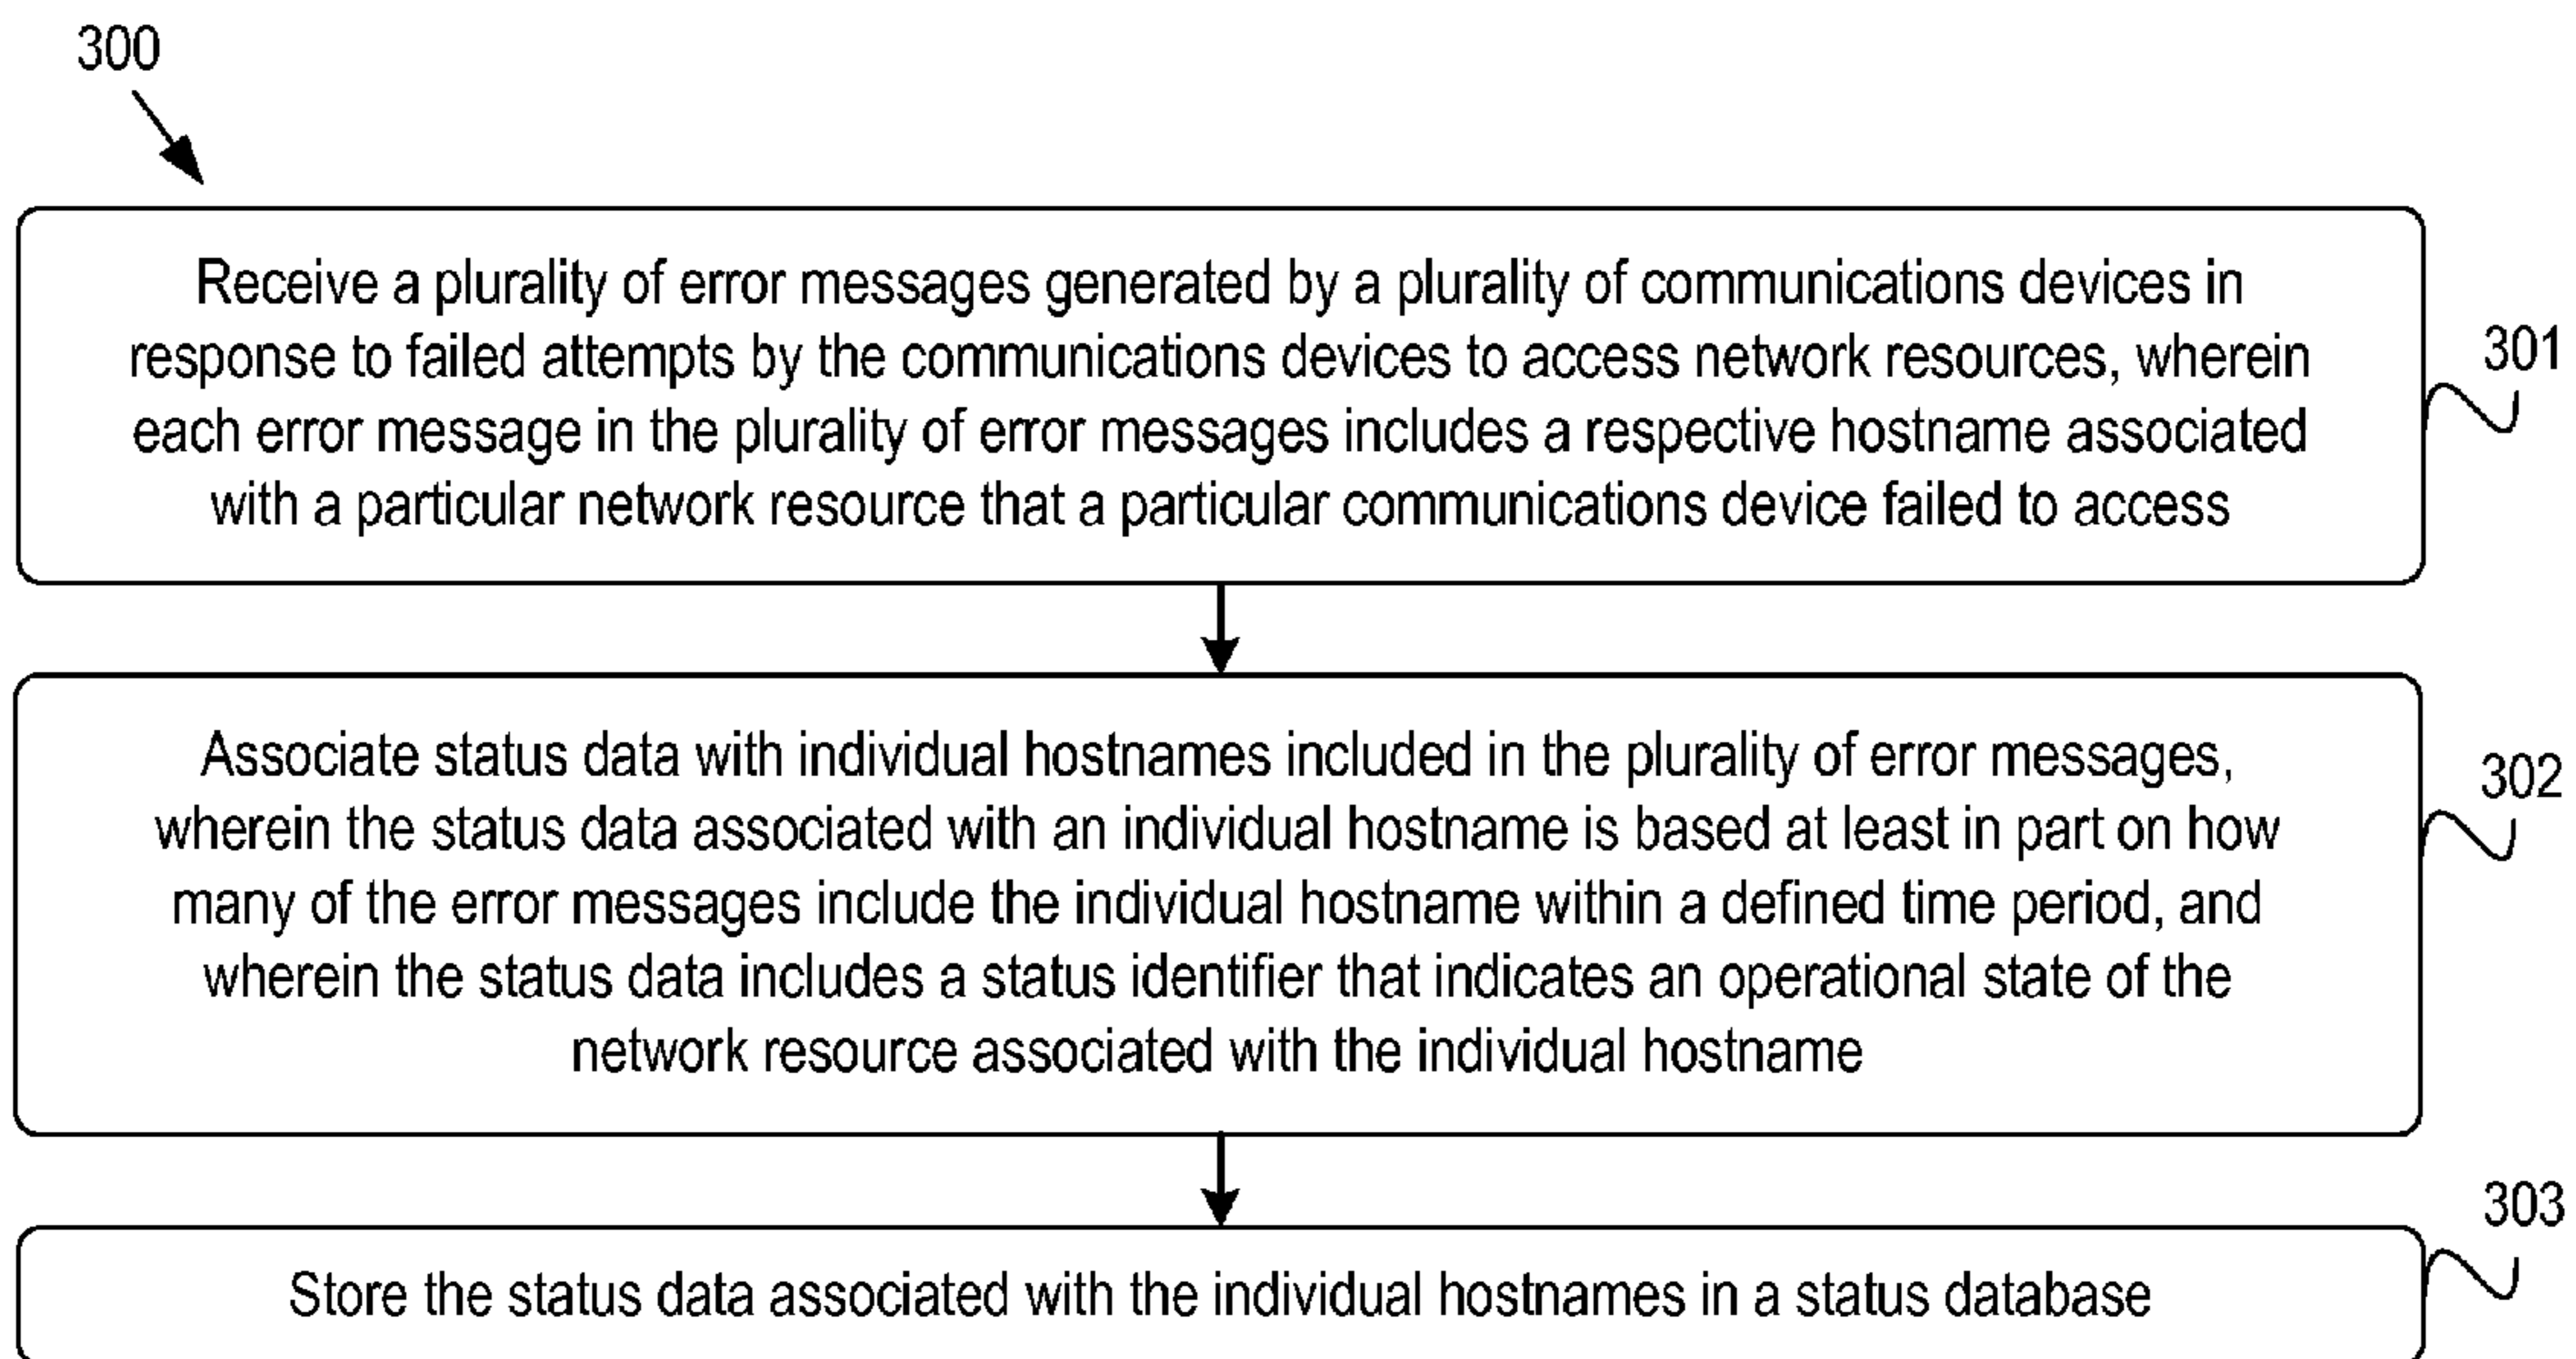 300
Receive a plurality of error messages generated by a plurality of communications devices in
response to failed attempts by the communications devices to access network resources, wherein
each error message in the plurality of error messages includes a respective hostname associated
with a particular network resource that a particular communications device failed to access
301
Associate status data with individual hostnames included in the plurality of error messages,
wherein the status data associated with an individual hostname is based at least in part on how
many of the error messages include the individual hostname within a defined time period, and
wherein the status data includes a status identifier that indicates an operational state of the
network resource associated with the individual hostname
302
Store the status data associated with the individual hostnames in a status database
303